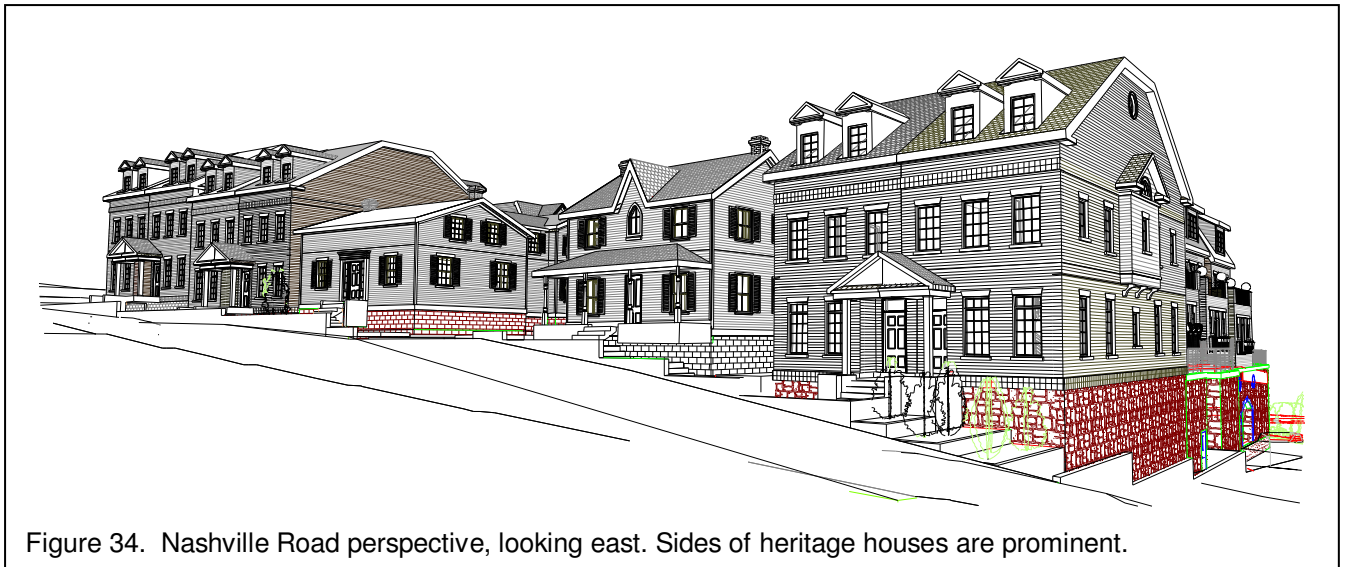 Figure 34. Nashville Road perspective, looking east. Sides of heritage houses are prominent.